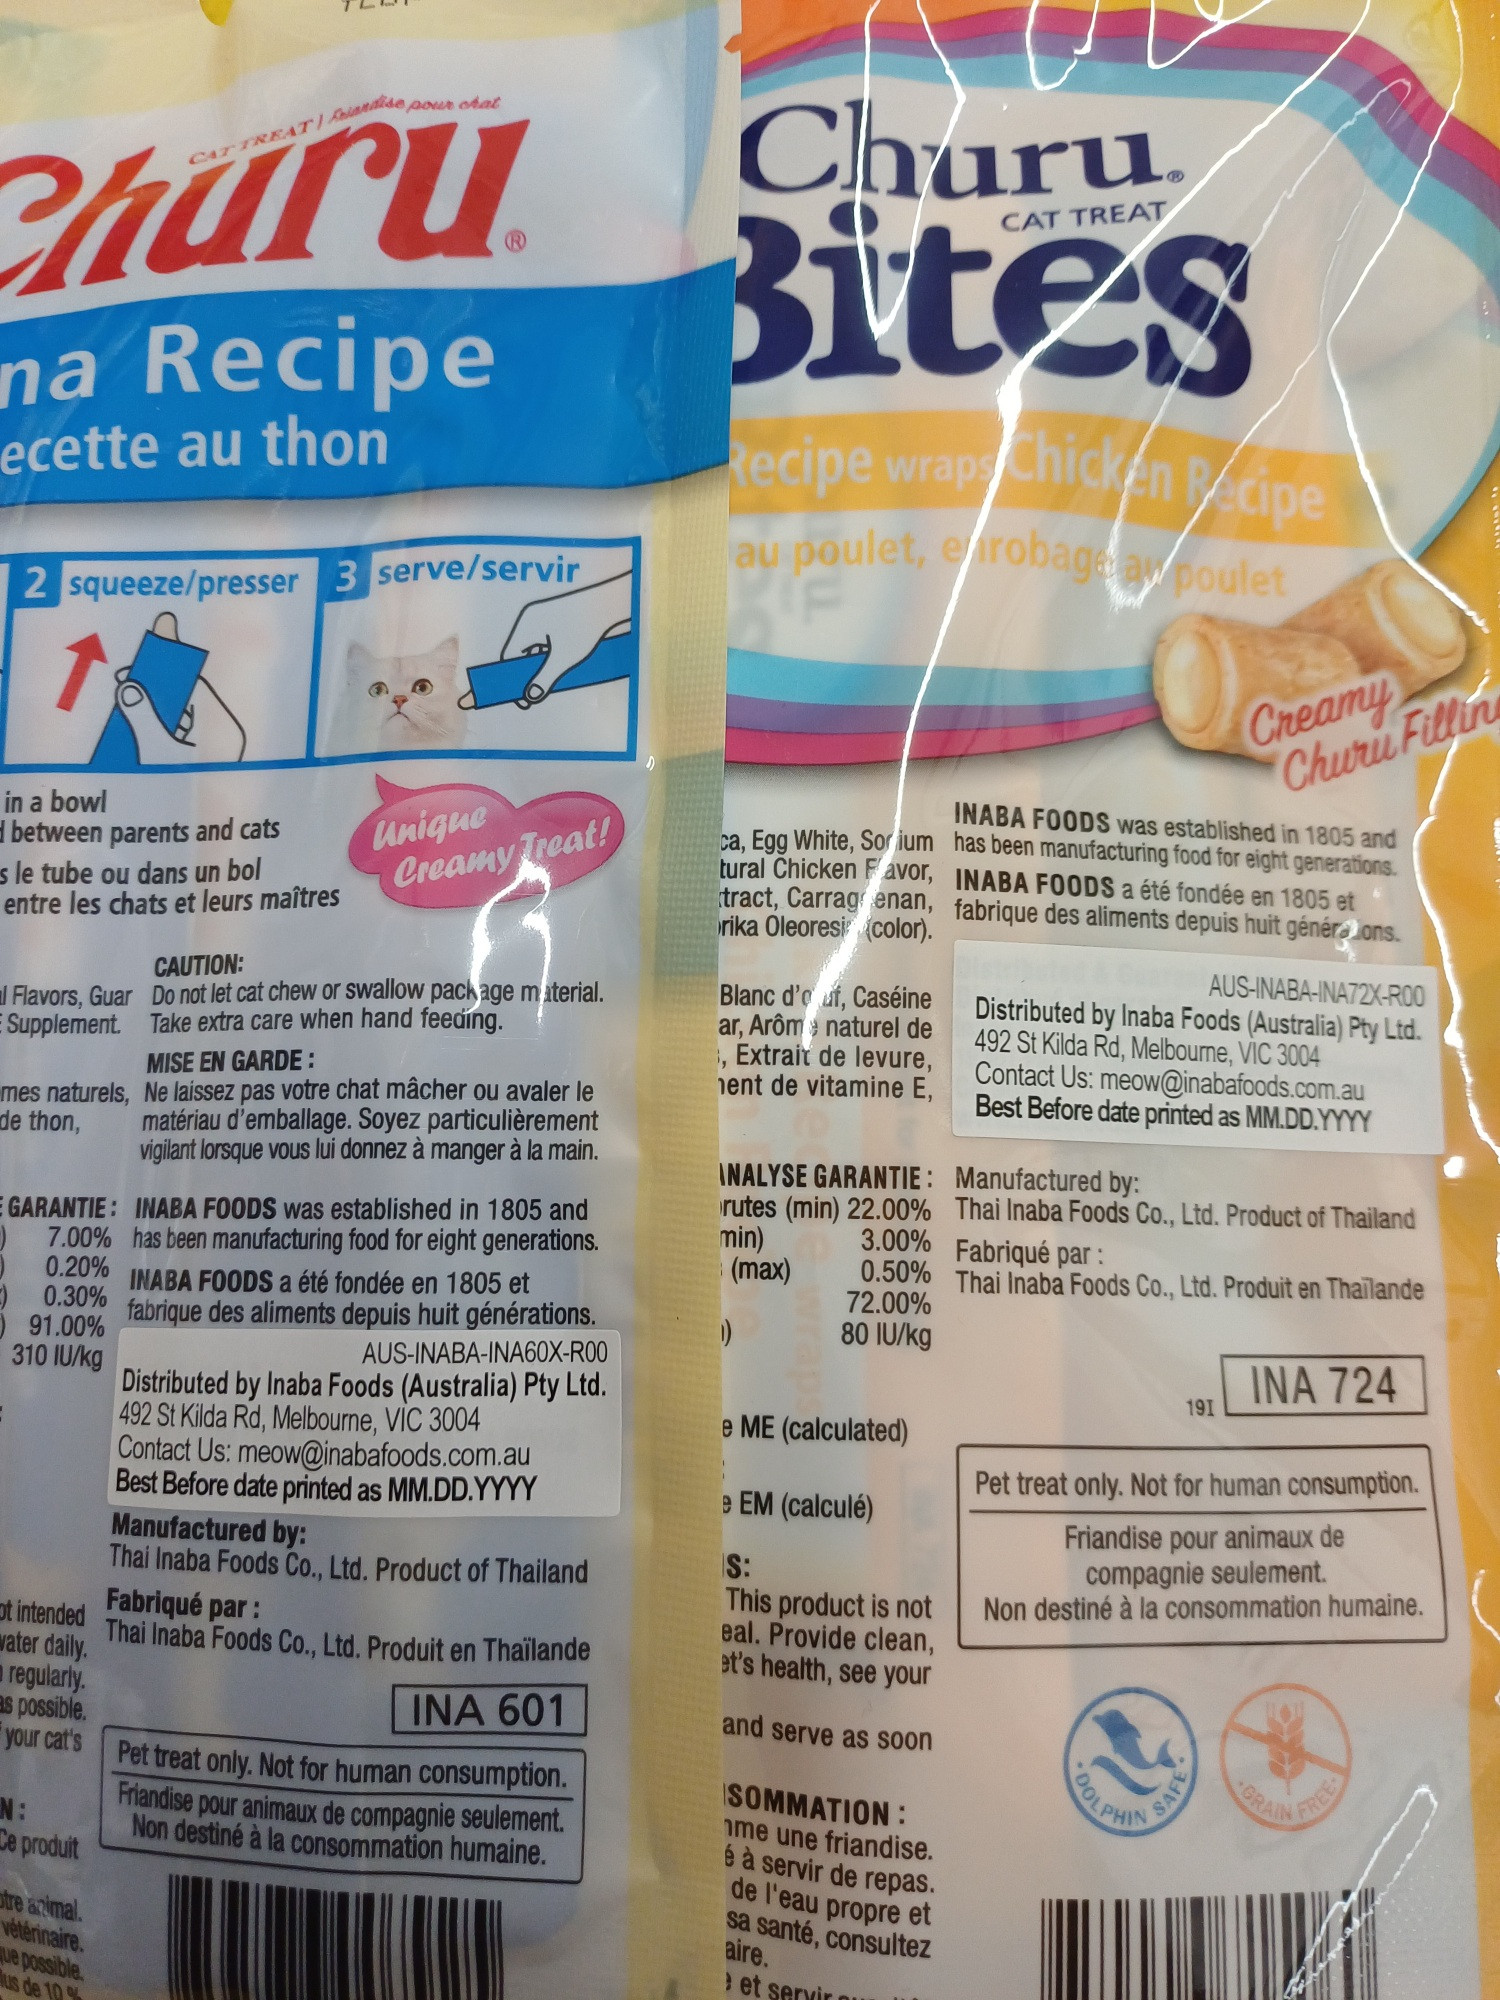 CAT TREAT | Friandise pour chat
Churu®
Recipe
au thon
2 squeeze/presser
3 serve/servir
in a bowl
between parents and cats
le tube ou dans un bol
entre les chats et leurs maîtres
Unique
Creamy Treat!
Flavors, Guar
Supplement.
naturels,
de thon,
CAUTION:
Do not let cat chew or swallow package material.
Take extra care when hand feeding.
MISE EN GARDE :
Ne laissez pas votre chat mâcher ou avaler le
matériau d'emballage. Soyez particulièrement
vigilant lorsque vous lui donnez à manger à la main.
GARANTIE :
7.00%
0.20%
0.30%
91.00%
310 IU/kg
INABA FOODS was established in 1805 and
has been manufacturing food for eight generations.
INABA FOODS a été fondée en 1805 et
fabrique des aliments depuis huit générations.
AUS-INABA-INA60X-R00
Distributed by Inaba Foods (Australia) Pty Ltd.
492 St Kilda Rd, Melbourne, VIC 3004
Contact Us: meow@inabafoods.com.au
Best Before date printed as MM.DD.YYYY
Manufactured by:
Thai Inaba Foods Co., Ltd. Product of Thailand
Fabriqué par :
Thai Inaba Foods Co., Ltd. Produit en Thaïlande
intended
daily.
regularly.
possible.
your cat's
Ce produit
animal.
vétérinaire.
possible.
de 10 %
INA 601
Pet treat only. Not for human consumption.
Friandise pour animaux de compagnie seulement.
Non destiné à la consommation humaine.
Churu®
CAT TREAT
Bites
Recipe wraps Chicken Recipe
au poulet, enrobage au poulet
Creamy
Churu Filling
Egg White, Sodium
Chicken Flavor,
Carrageenan,
Oleoresin (color).
Blanc d'œuf, Caséine
Arôme naturel de
Extrait de levure,
de vitamine E,
ANALYSE GARANTIE :
(min) 22.00%
3.00%
(max) 0.50%
72.00%
80 IU/kg
ME (calculated)
EM (calculé)
This product is not
Provide clean,
health, see your
and serve as soon
une friandise.
à servir de repas.
de l'eau propre et
sa santé, consultez
et servir
INABA FOODS was established in 1805 and
has been manufacturing food for eight generations.
INABA FOODS a été fondée en 1805 et
fabrique des aliments depuis huit générations.
AUS-INABA-INA72X-R00
Distributed by Inaba Foods (Australia) Pty Ltd.
492 St Kilda Rd, Melbourne, VIC 3004
Contact Us: meow@inabafoods.com.au
Best Before date printed as MM.DD.YYYY
Manufactured by:
Thai Inaba Foods Co., Ltd. Product of Thailand
Fabriqué par :
Thai Inaba Foods Co., Ltd. Produit en Thaïlande
19I
INA 724
Pet treat only. Not for human consumption.
Friandise pour animaux de
compagnie seulement.
Non destiné à la consommation humaine.
•DOLPHIN SAFE•
•GRAIN FREE•